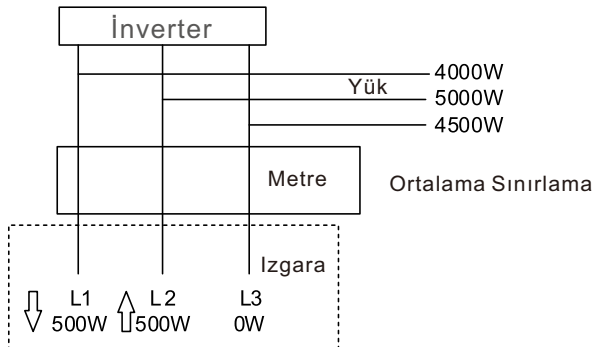 İnverter
4000W
Yük
5000W
4500W
Metre
Ortalama Sınırlama
Izgara
L1 L2 L3
500W 500W 0W